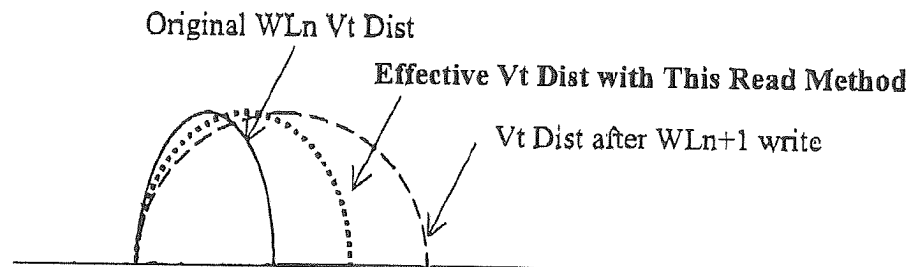 Original WLn Vt Dist
Effective Vt Dist with This Read Method
Vt Dist after WLn+1 write